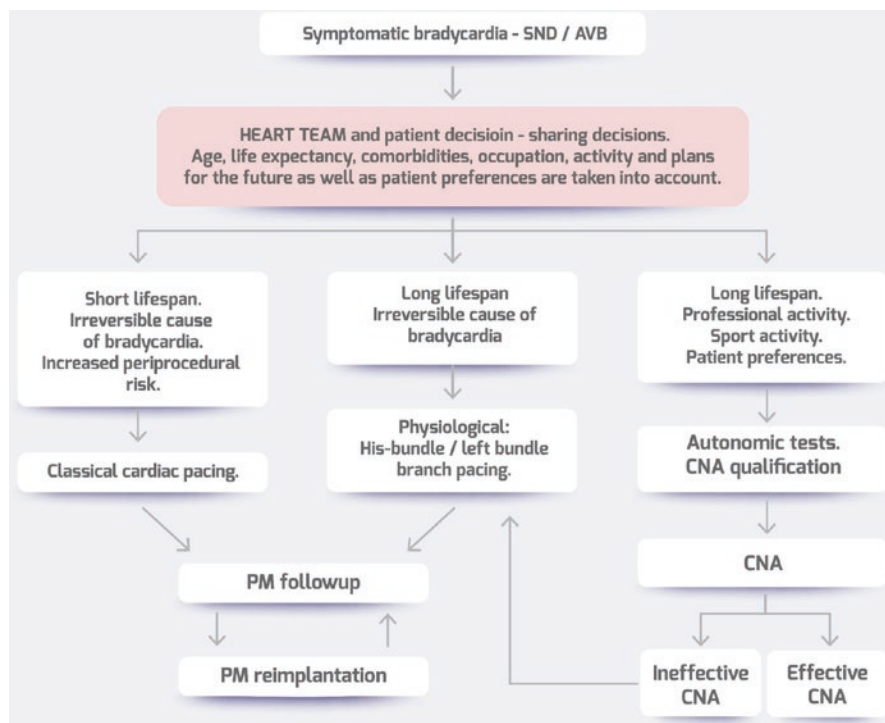 Symptomatic bradycardia - SND / AVB
HEART TEAM and patient decisioin - sharing decisions.
Age, life expectancy, comorbidities, occupation, activity and plans
for the future as well as patient preferences are taken into account.
Short lifespan.
Irreversible cause
of bradycardia.
Increased periprocedural
risk.
Long lifespan
Irreversible cause of
bradycardia
Long lifespan.
Professional activity.
Sport activity.
Patient preferences.
Classical cardiac pacing.
Physiological:
His-bundle / left bundle
branch pacing.
Autonomic tests.
CNA qualification
PM followup
CNA
PM reimplantation
Ineffective
CNA
Effective
CNA